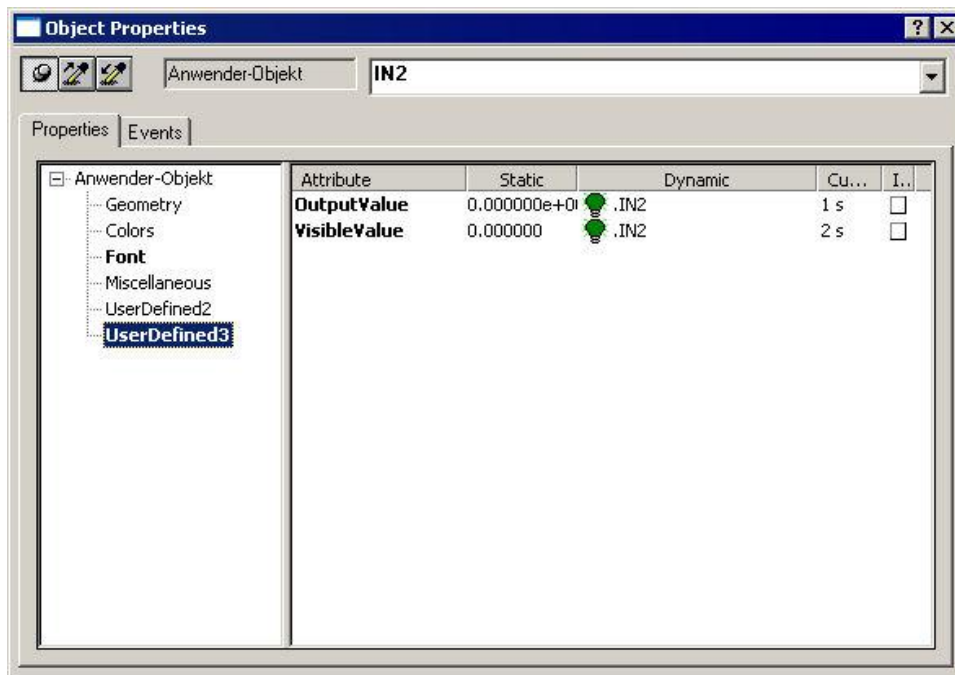 Object Properties
Anwender-Objekt IN2
Properties Events
Anwender-Objekt
Geometry
Colors
Font
Miscellaneous
UserDefined2
UserDefined3
Attribute Static Dynamic Cu... I..
OutputValue 0.000000e+0 .IN2 1 s
VisibleValue 0.000000 .IN2 2 s